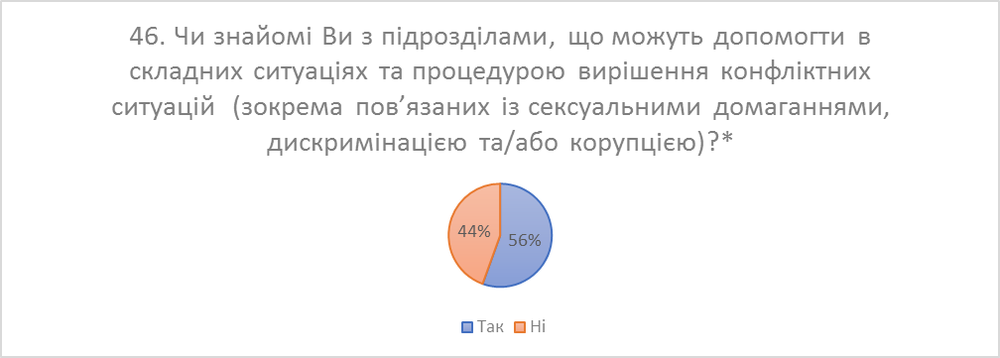 46. Чи знайомі Ви з підрозділами, що можуть допомогти в
складних ситуаціях та процедурою вирішення конфліктних
ситуацій (зокрема пов’язаних із сексуальними домаганнями,
дискримінацією та/або корупцією)?*
44%
56%
Так Ні